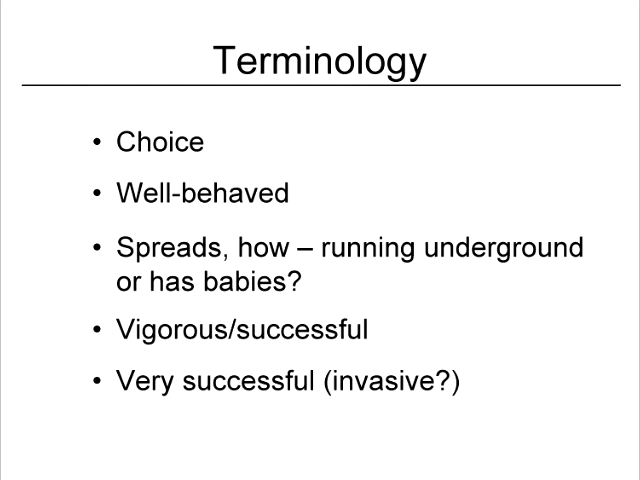 Terminology
• Choice
• Well-behaved
• Spreads, how – running underground
or has babies?
• Vigorous/successful
• Very successful (invasive?)